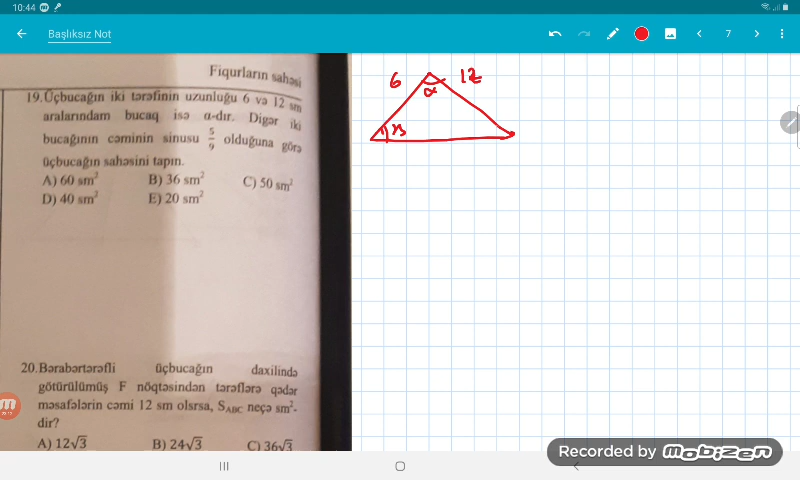 10:44
Başlıksız Not
7
Fiqurların sahəsi
19. Üçbucağın iki tərəfinin uzunluğu 6 və 12 sm
aralarındam bucaq isə α-dır. Digər iki
bucağının cəminin sinusu 5/9 olduğuna görə
üçbucağın sahəsini tapın.
A) 60 sm² B) 36 sm² C) 50 sm²
D) 40 sm² E) 20 sm²
6 12
α
20. Bərabərtərəfli üçbucağın daxilində
götürülümüş F nöqtəsindən tərəflərə qədər
məsafələrin cəmi 12 sm olsrsa, S_ABC neçə sm²-
dir?
A) 12√3 B) 24√3 C) 36√3
Recorded by mobizen